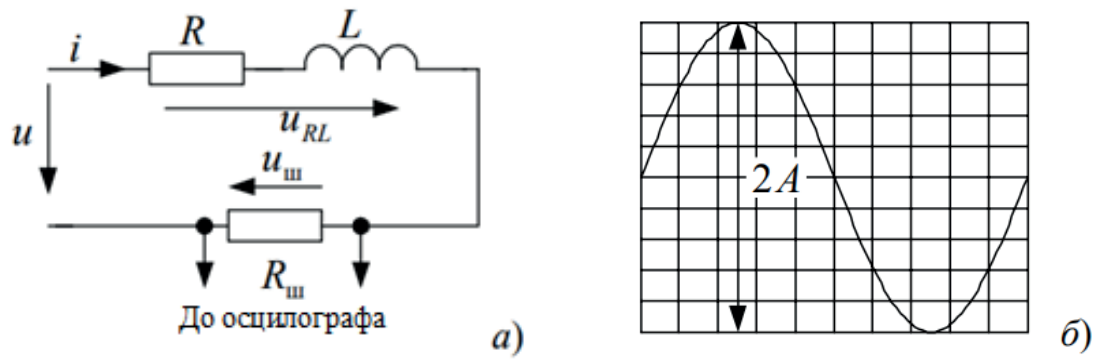 i
R
L
u
u_RL
u_ш
R_ш
До осцилографа
а)
2A
б)